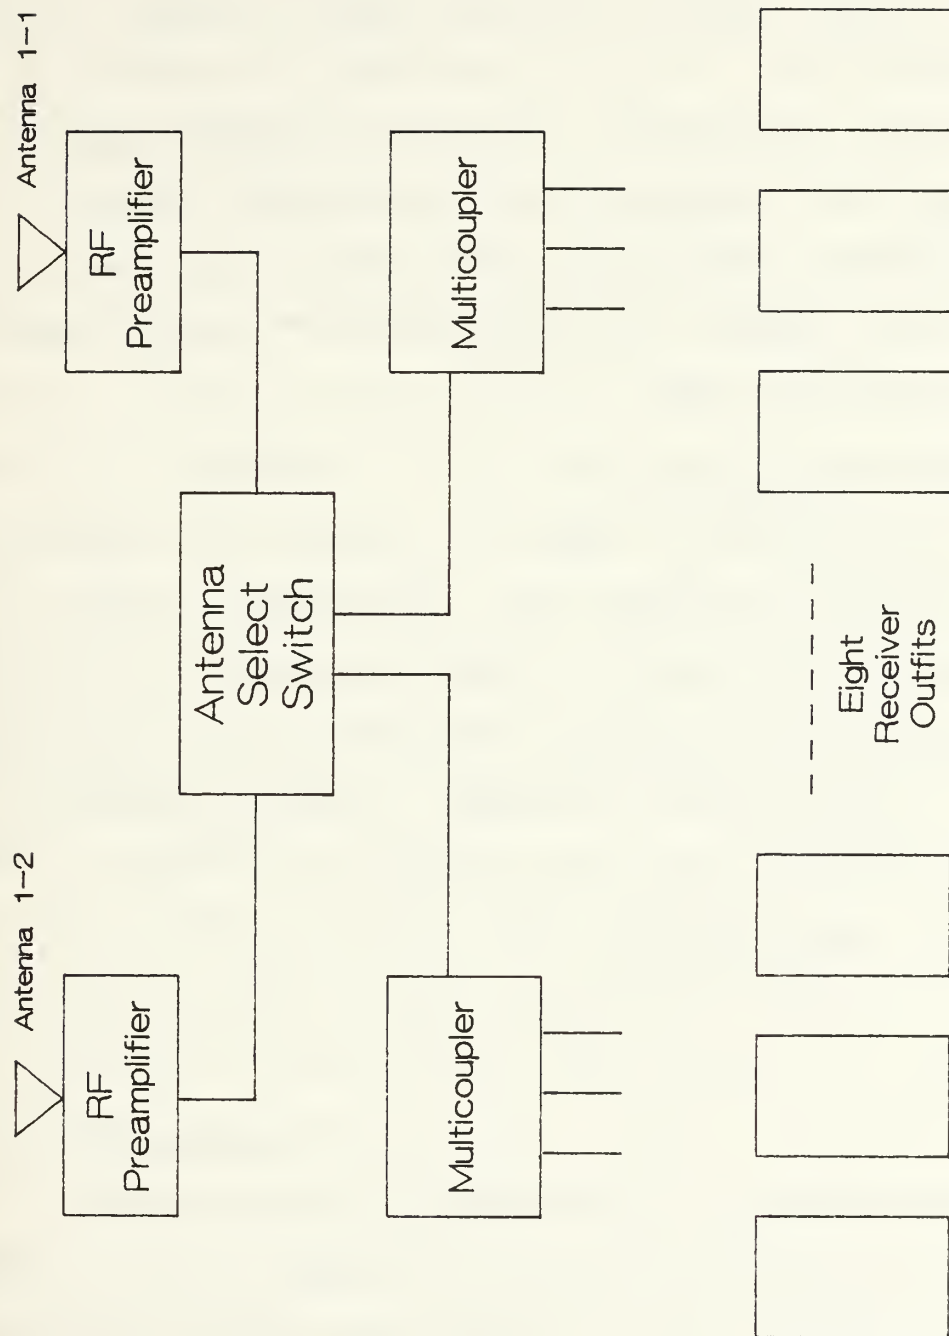 Antenna 1-2
Antenna 1-1
RF
Preamplifier
RF
Preamplifier
Antenna
Select
Switch
Multicoupler
Multicoupler
Eight
Receiver
Outfits